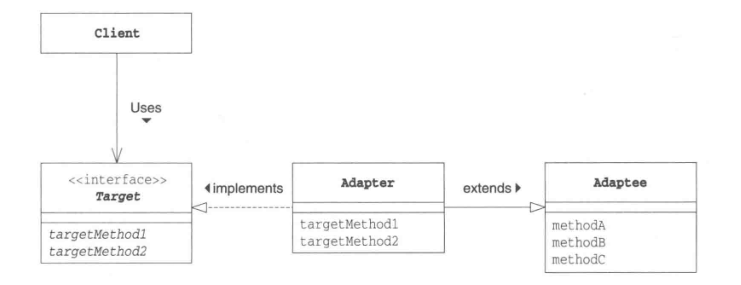 Client
Uses
<<interface>>
Target
targetMethod1
targetMethod2
implements
Adapter
targetMethod1
targetMethod2
extends
Adaptee
methodA
methodB
methodC